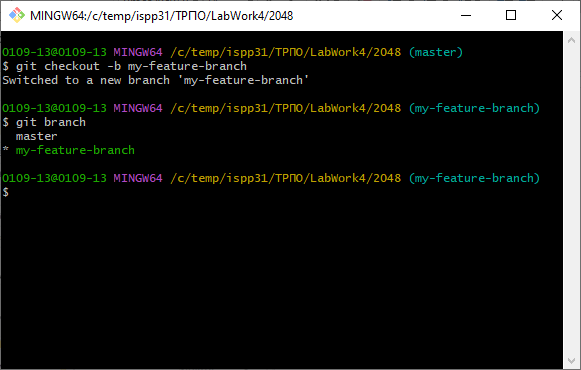 MINGW64:/c/temp/ispp31/ТРПО/LabWork4/2048
0109-13@0109-13 MINGW64 /c/temp/ispp31/ТРПО/LabWork4/2048 (master)
$ git checkout -b my-feature-branch
Switched to a new branch 'my-feature-branch'
0109-13@0109-13 MINGW64 /c/temp/ispp31/ТРПО/LabWork4/2048 (my-feature-branch)
$ git branch
  master
* my-feature-branch
0109-13@0109-13 MINGW64 /c/temp/ispp31/ТРПО/LabWork4/2048 (my-feature-branch)
$